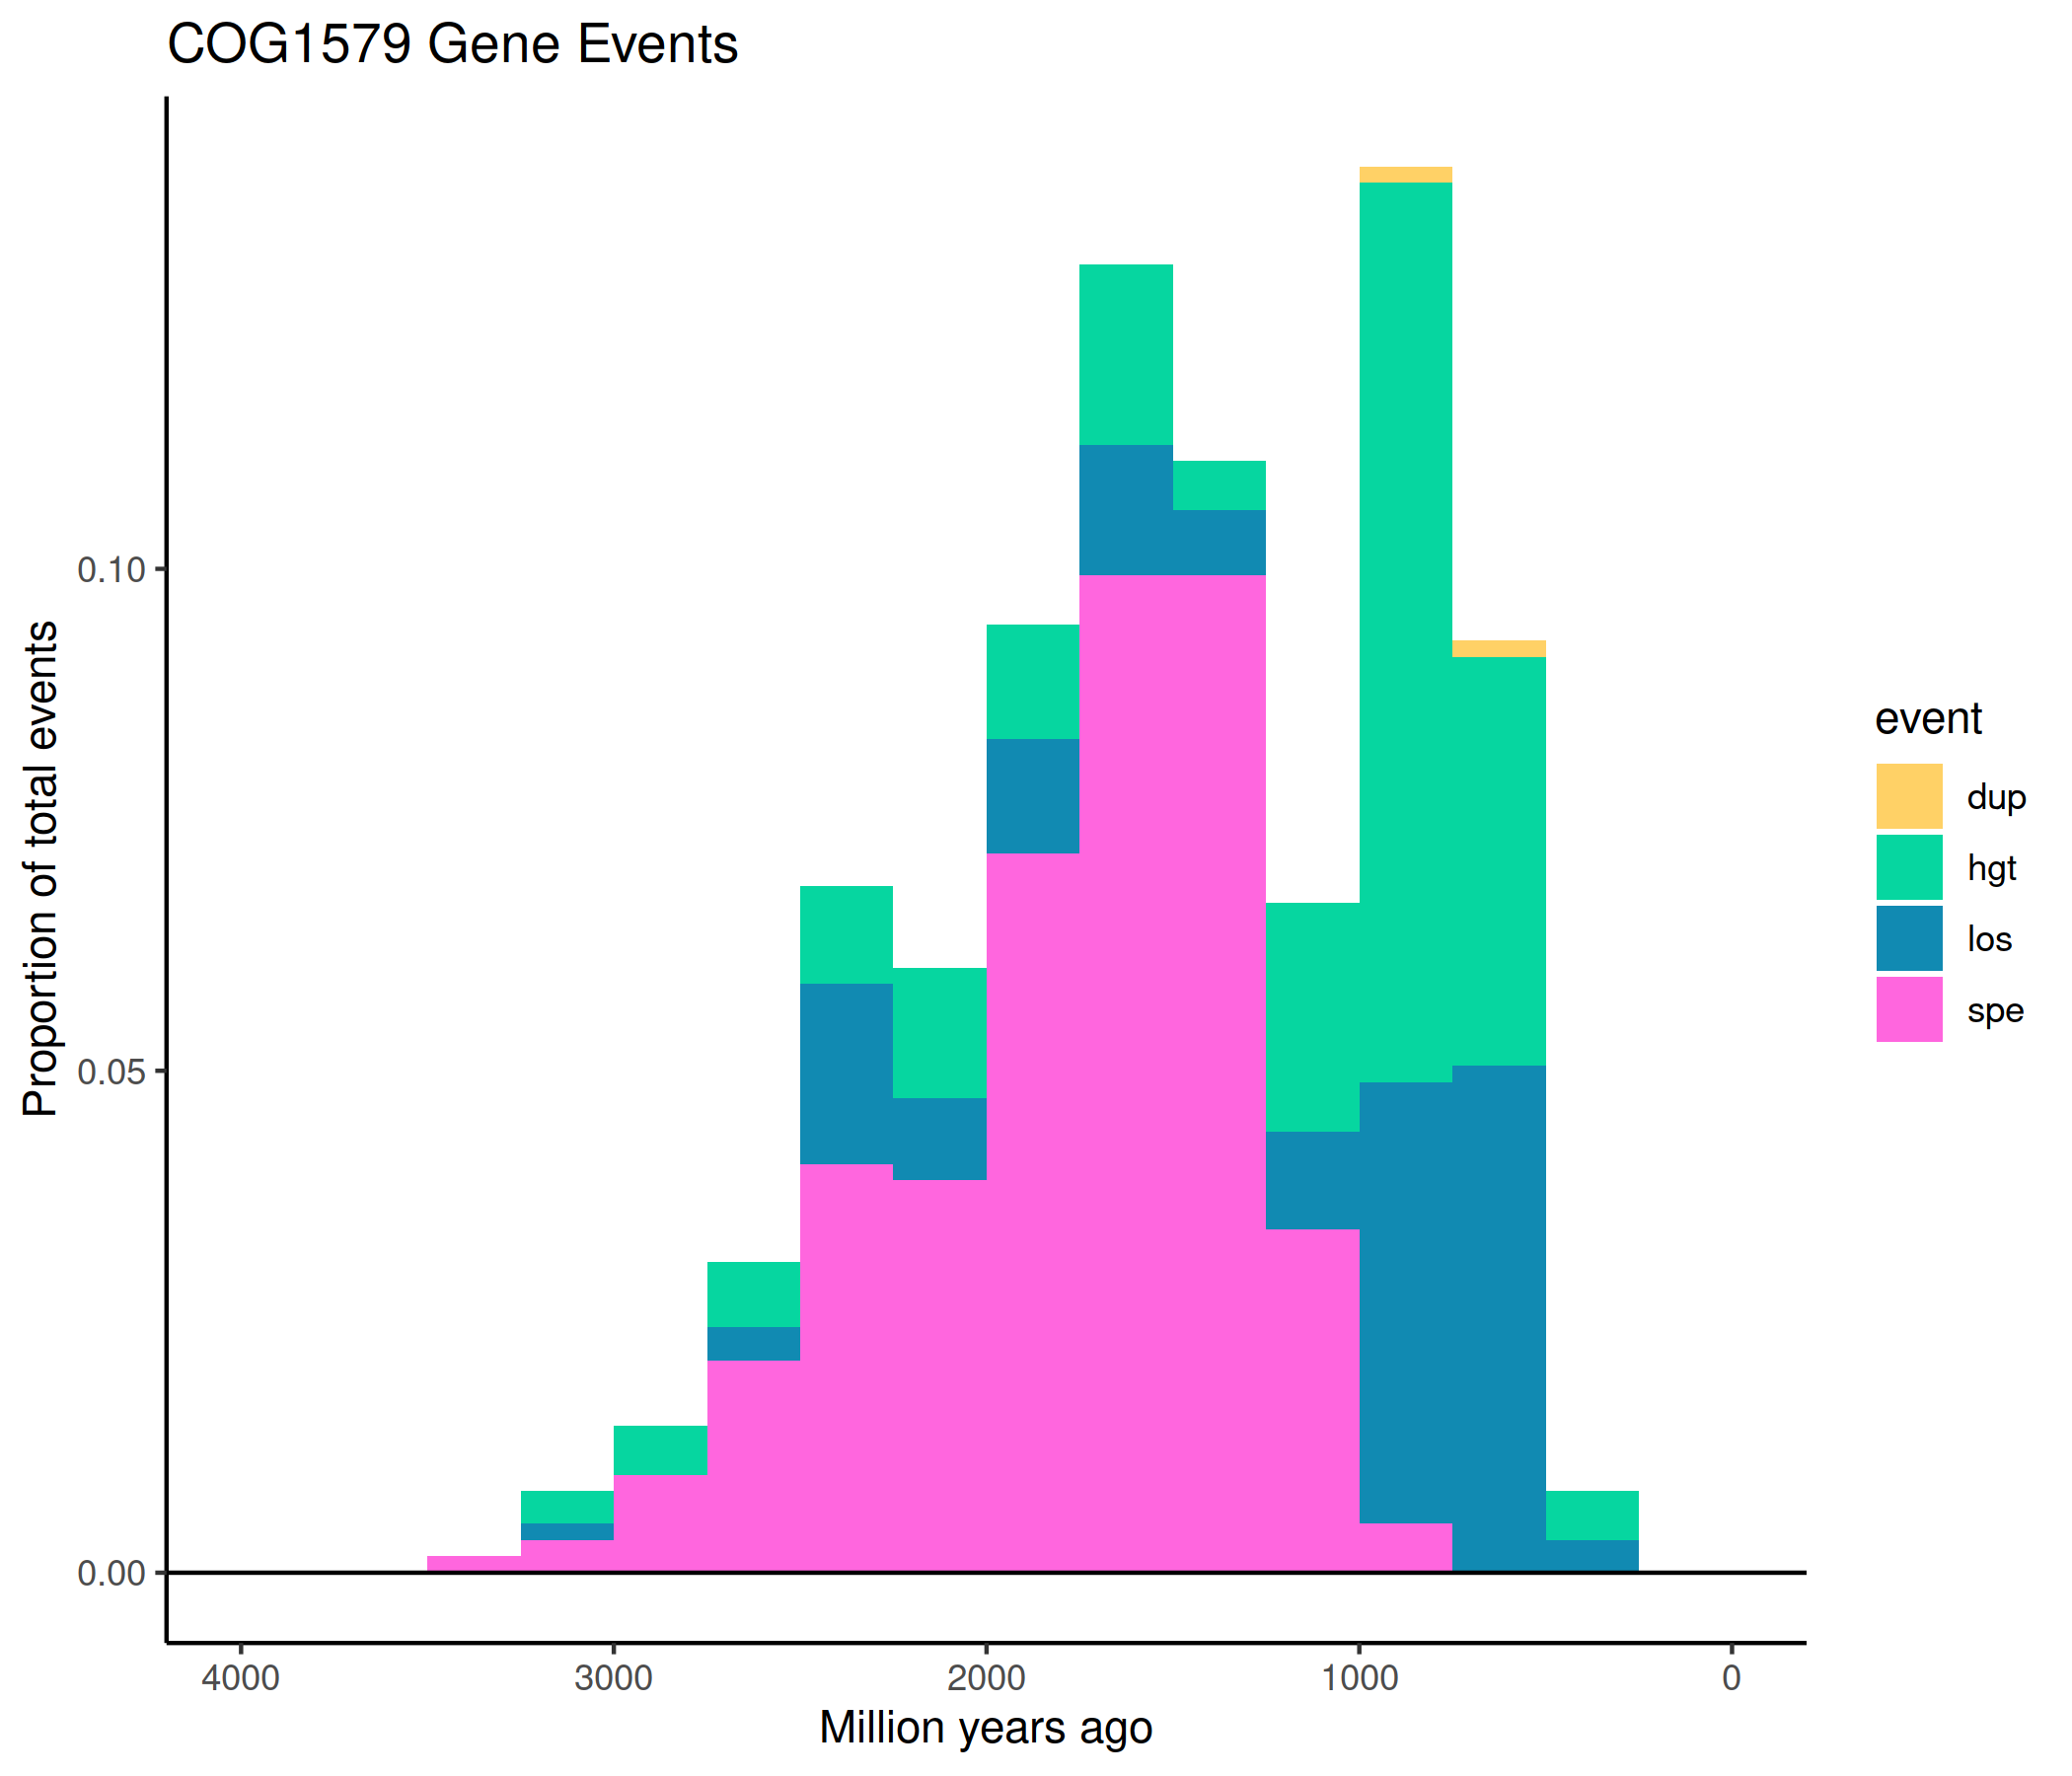 COG1579 Gene Events
Proportion of total events
0.10
0.05
0.00
4000 3000 2000 1000 0
Million years ago
event
dup
hgt
los
spe